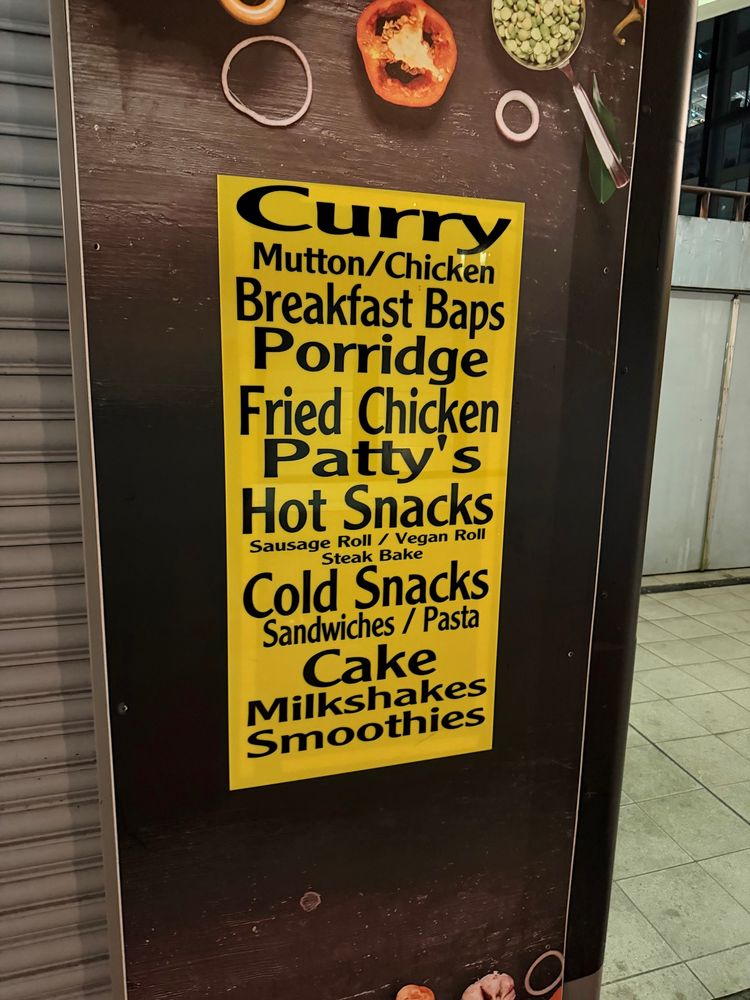 Curry
Mutton/Chicken
Breakfast Baps
Porridge
Fried Chicken
Patty's
Hot Snacks
Sausage Roll / Vegan Roll
Steak Bake
Cold Snacks
Sandwiches / Pasta
Cake
Milkshakes
Smoothies